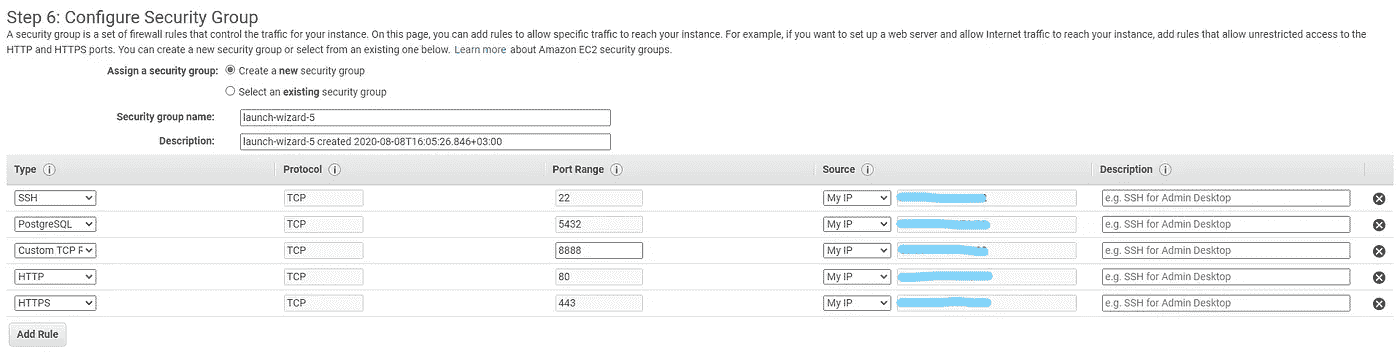 Step 6: Configure Security Group
A security group is a set of firewall rules that control the traffic for your instance. On this page, you can add rules to allow specific traffic to reach your instance. For example, if you want to set up a web server and allow Internet traffic to reach your instance, add rules that allow unrestricted access to the
HTTP and HTTPS ports. You can create a new security group or select from an existing one below. Learn more about Amazon EC2 security groups.
Assign a security group: Create a new security group
Select an existing security group
Security group name: launch-wizard-5
Description: launch-wizard-5 created 2020-08-08T16:05:26.846+03:00
Type Protocol Port Range Source Description
SSH TCP 22 My IP e.g. SSH for Admin Desktop
PostgreSQL TCP 5432 My IP e.g. SSH for Admin Desktop
Custom TCP F TCP 8888 My IP e.g. SSH for Admin Desktop
HTTP TCP 80 My IP e.g. SSH for Admin Desktop
HTTPS TCP 443 My IP e.g. SSH for Admin Desktop
Add Rule